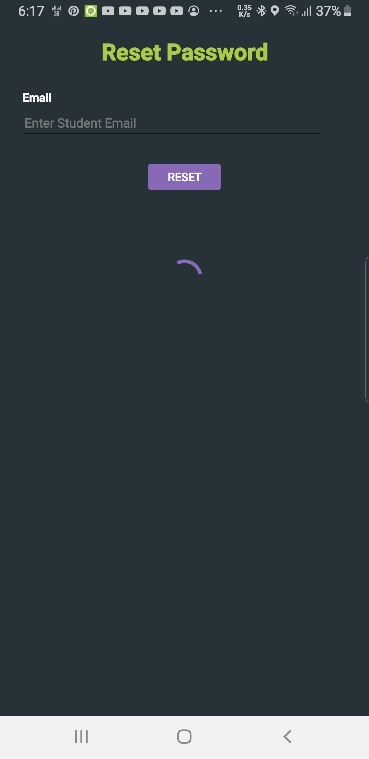 6:17 0.35 K/s 37%
Reset Password
Email
Enter Student Email
RESET